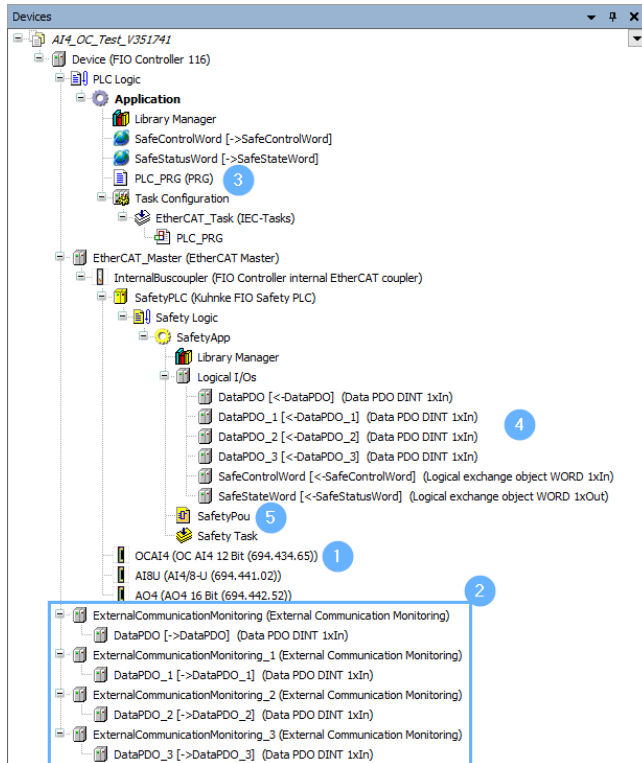 Devices
AI4_OC_Test_V351741
Device (FIO Controller 116)
PLC Logic
Application
Library Manager
SafeControlWord [->SafeControlWord]
SafeStatusWord [->SafeStateWord]
PLC_PRG (PRG) 3
Task Configuration
EtherCAT_Task (IEC-Tasks)
PLC_PRG
EtherCAT_Master (EtherCAT Master)
InternalBuscoupler (FIO Controller internal EtherCAT coupler)
SafetyPLC (Kuhnke FIO Safety PLC)
Safety Logic
SafetyApp
Library Manager
Logical I/Os
DataPDO [<-DataPDO] (Data PDO DINT 1xIn)
DataPDO_1 [<-DataPDO_1] (Data PDO DINT 1xIn)
DataPDO_2 [<-DataPDO_2] (Data PDO DINT 1xIn) 4
DataPDO_3 [<-DataPDO_3] (Data PDO DINT 1xIn)
SafeControlWord [<-SafeControlWord] (Logical exchange object WORD 1xIn)
SafeStateWord [<-SafeStatusWord] (Logical exchange object WORD 1xOut)
SafetyPou 5
Safety Task
OCAI4 (OC AI4 12 Bit (694.434.65)) 1
AI8U (AI4/8-U (694.441.02))
AO4 (AO4 16 Bit (694.442.52)) 2
ExternalCommunicationMonitoring (External Communication Monitoring)
DataPDO [->DataPDO] (Data PDO DINT 1xIn)
ExternalCommunicationMonitoring_1 (External Communication Monitoring)
DataPDO_1 [->DataPDO_1] (Data PDO DINT 1xIn)
ExternalCommunicationMonitoring_2 (External Communication Monitoring)
DataPDO_2 [->DataPDO_2] (Data PDO DINT 1xIn)
ExternalCommunicationMonitoring_3 (External Communication Monitoring)
DataPDO_3 [->DataPDO_3] (Data PDO DINT 1xIn)